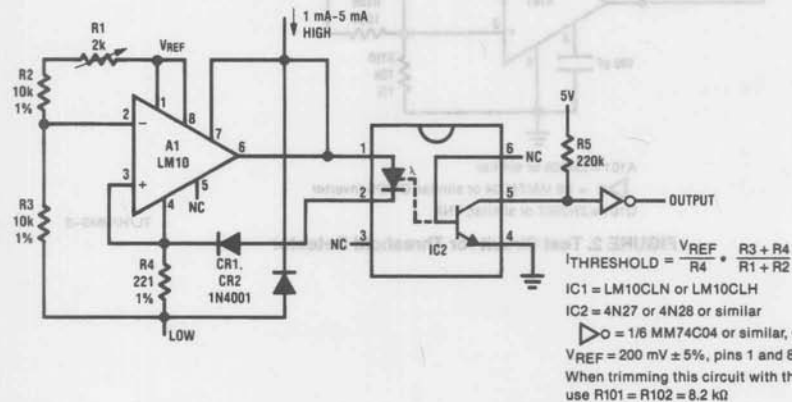 1 mA-5 mA
HIGH
R1
2k
VREF
R2
10k
1%
2
−
1
8
7
A1
LM10
6
3
+
5
NC
4
R3
10k
1%
R4
221
1%
CR1,
CR2
1N4001
LOW
1
2
NC
3
λ
IC2
6
NC
5
4
5V
R5
220k
OUTPUT
ITHRESHOLD = VREF/R4 • R3 + R4/R1 + R2
IC1 = LM10CLN or LM10CLH
IC2 = 4N27 or 4N28 or similar
= 1/6 MM74C04 or similar,
VREF = 200 mV ± 5%, pins 1 and 8
When trimming this circuit with th
use R101 = R102 = 8.2 kΩ